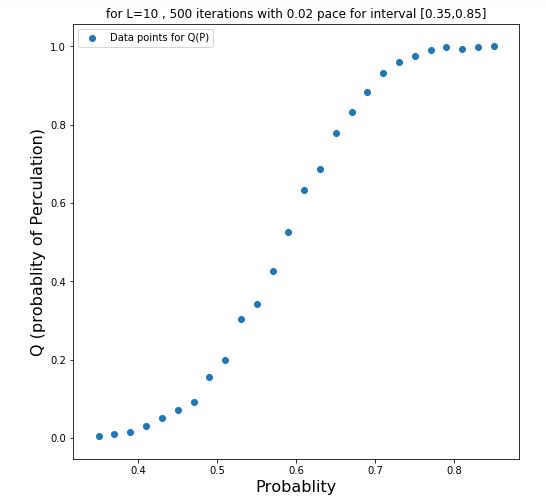 for L=10 , 500 iterations with 0.02 pace for interval [0.35,0.85]
Data points for Q(P)
1.0
0.8
0.6
0.4
0.2
0.0
Q (probablity of Perculation)
0.4 0.5 0.6 0.7 0.8
Probablity